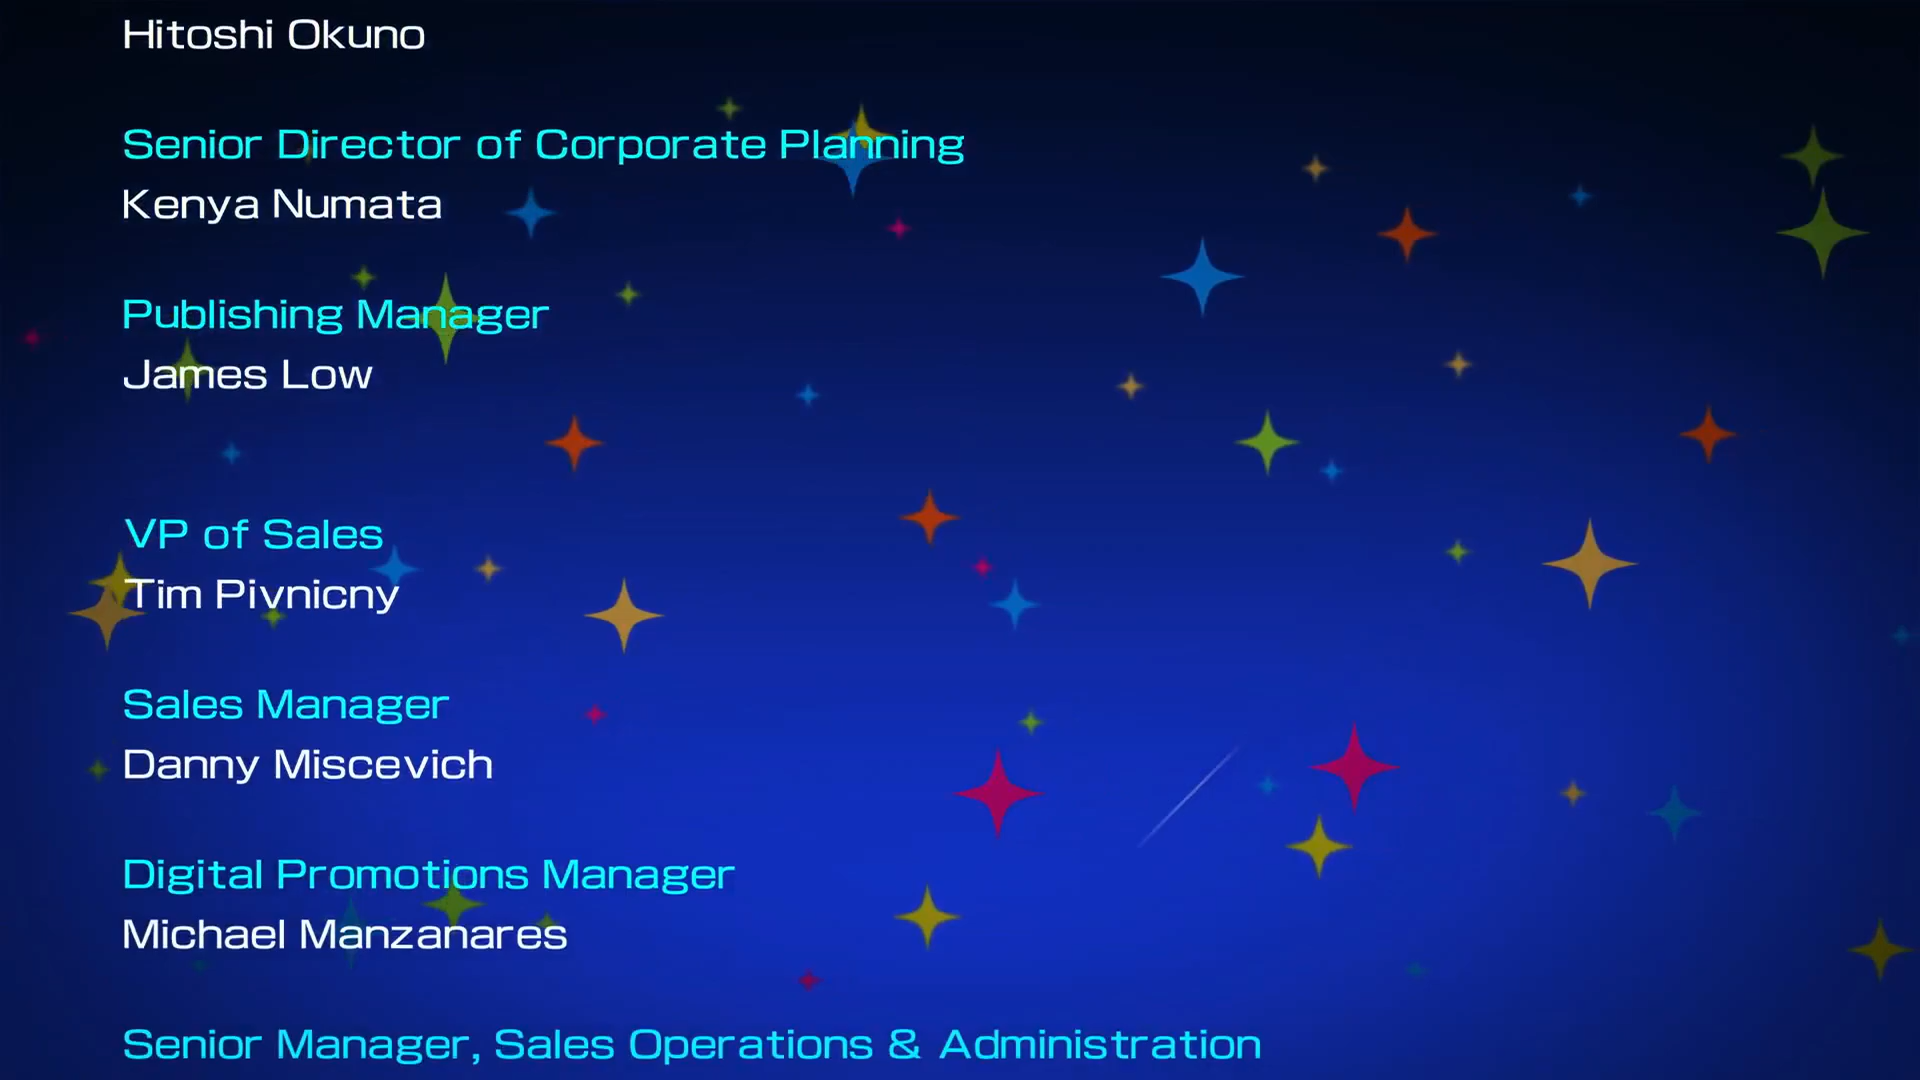 Hitoshi Okuno
Senior Director of Corporate Planning
Kenya Numata
Publishing Manager
James Low
VP of Sales
Tim Pivnicny
Sales Manager
Danny Miscevich
Digital Promotions Manager
Michael Manzanares
Senior Manager, Sales Operations & Administration